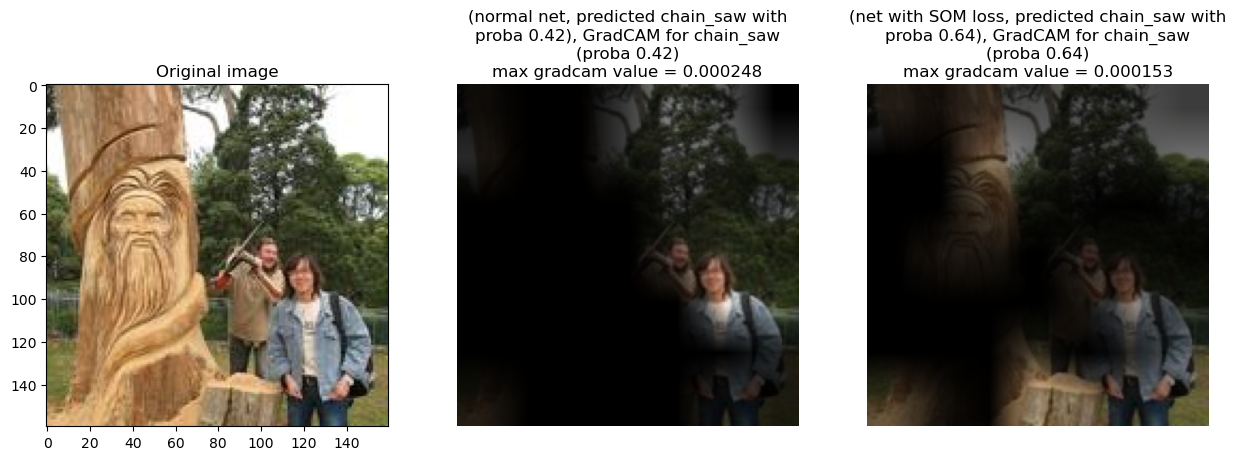 Original image
0
20
40
60
80
100
120
140
0 20 40 60 80 100 120 140
(normal net, predicted chain_saw with
proba 0.42), GradCAM for chain_saw
(proba 0.42)
max gradcam value = 0.000248
(net with SOM loss, predicted chain_saw with
proba 0.64), GradCAM for chain_saw
(proba 0.64)
max gradcam value = 0.000153